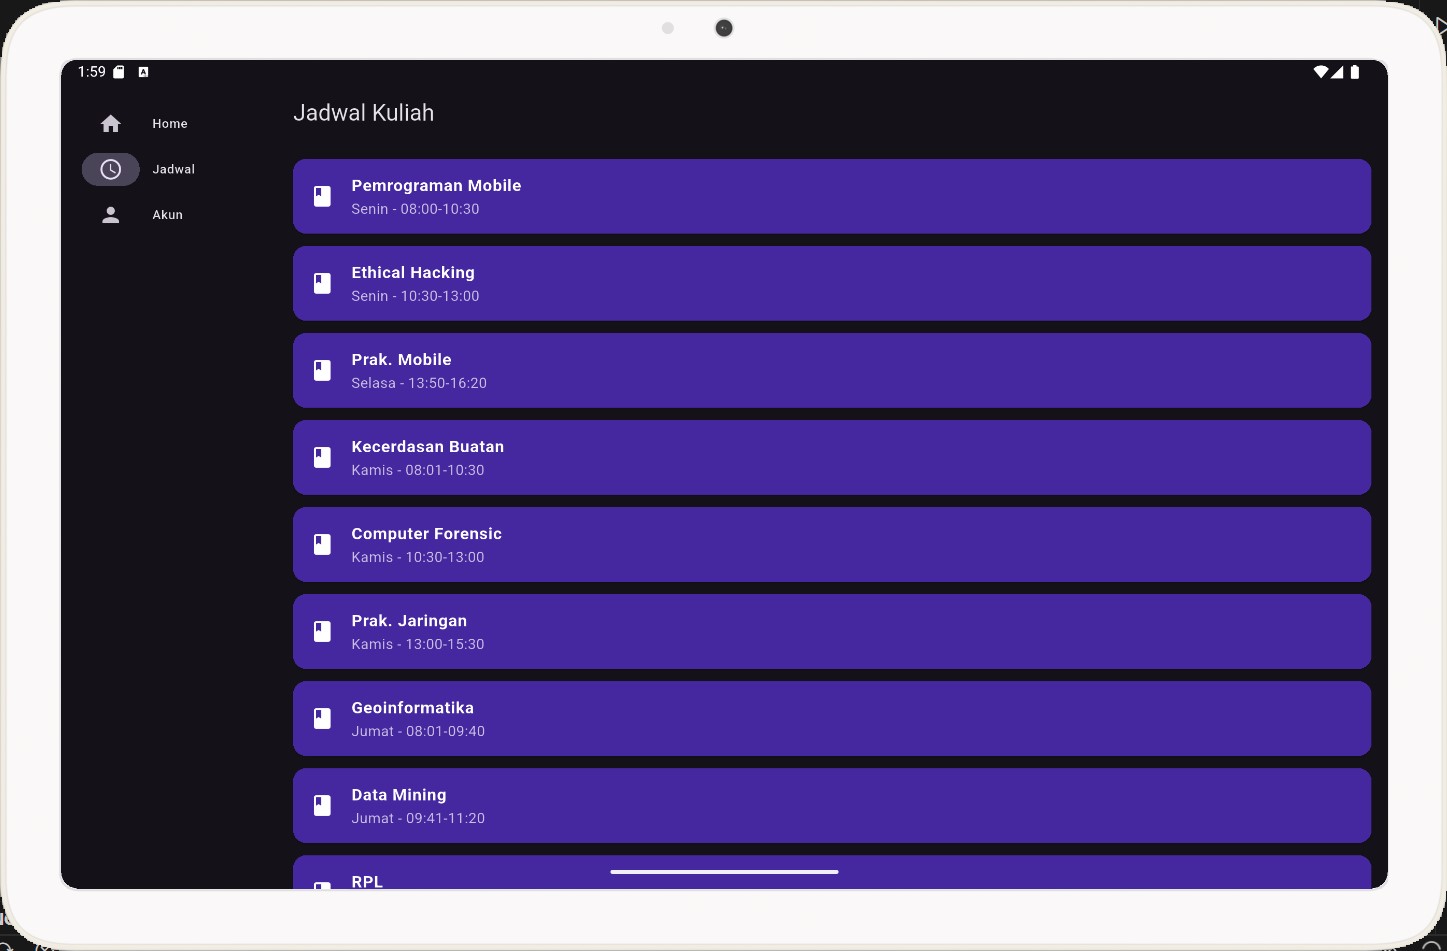 1:59
Home
Jadwal
Akun
Jadwal Kuliah
Pemrograman Mobile
Senin - 08:00-10:30
Ethical Hacking
Senin - 10:30-13:00
Prak. Mobile
Selasa - 13:50-16:20
Kecerdasan Buatan
Kamis - 08:01-10:30
Computer Forensic
Kamis - 10:30-13:00
Prak. Jaringan
Kamis - 13:00-15:30
Geoinformatika
Jumat - 08:01-09:40
Data Mining
Jumat - 09:41-11:20
RPL